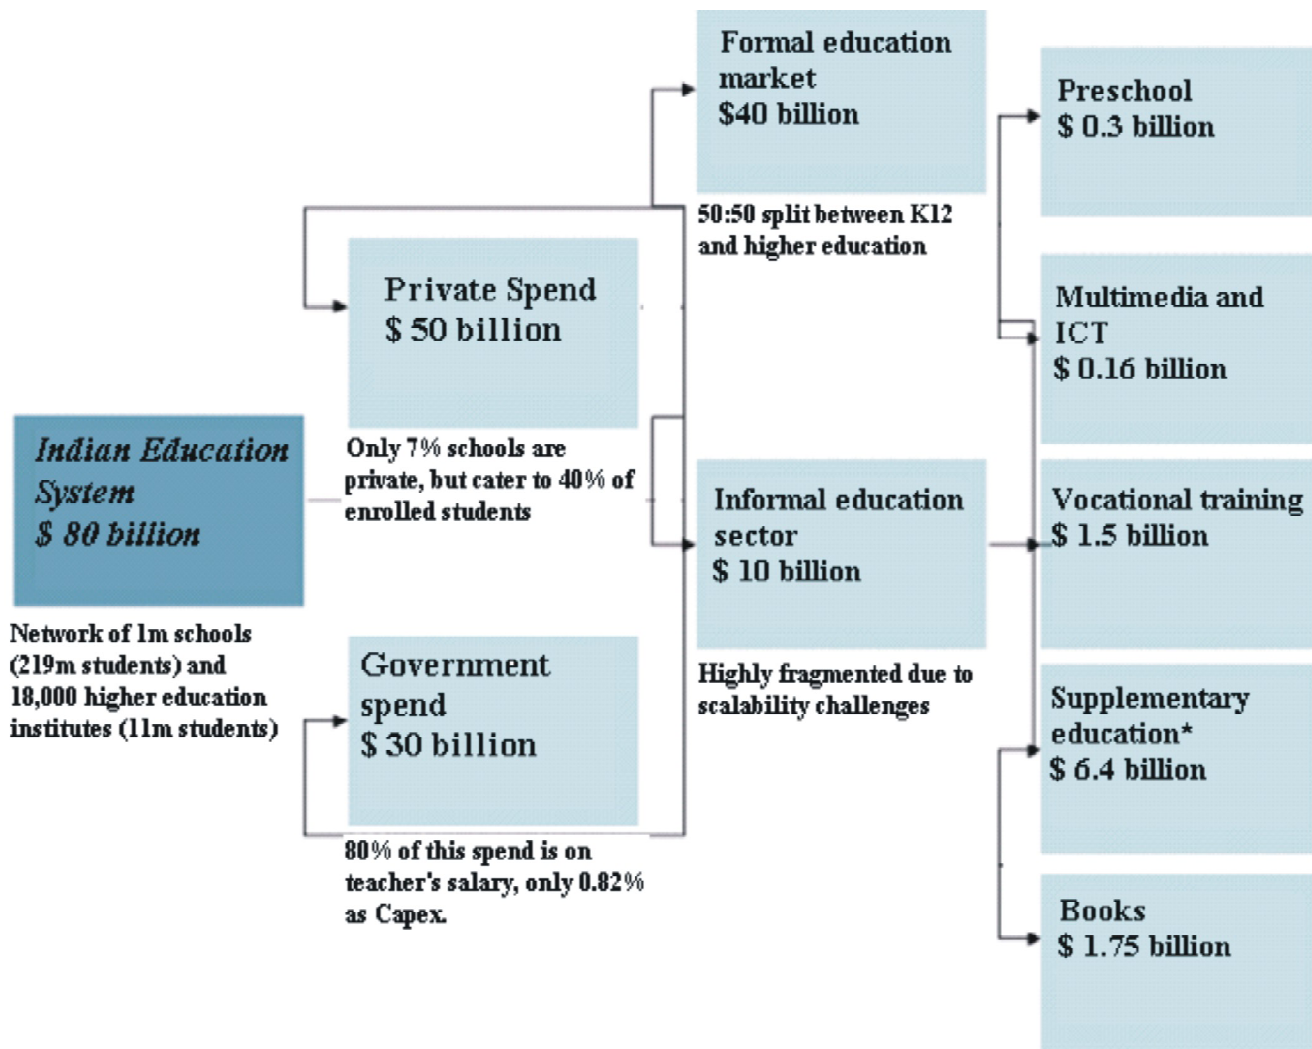 Indian Education
System
$ 80 billion
Network of 1m schools
(219m students) and
18,000 higher education
institutes (11m students)
Private Spend
$ 50 billion
Only 7% schools are
private, but cater to 40% of
enrolled students
Government
spend
$ 30 billion
80% of this spend is on
teacher's salary, only 0.82%
as Capex.
Formal education
market
$40 billion
50:50 split between K12
and higher education
Informal education
sector
$ 10 billion
Highly fragmented due to
scalability challenges
Preschool
$ 0.3 billion
Multimedia and
ICT
$ 0.16 billion
Vocational training
$ 1.5 billion
Supplementary
education*
$ 6.4 billion
Books
$ 1.75 billion